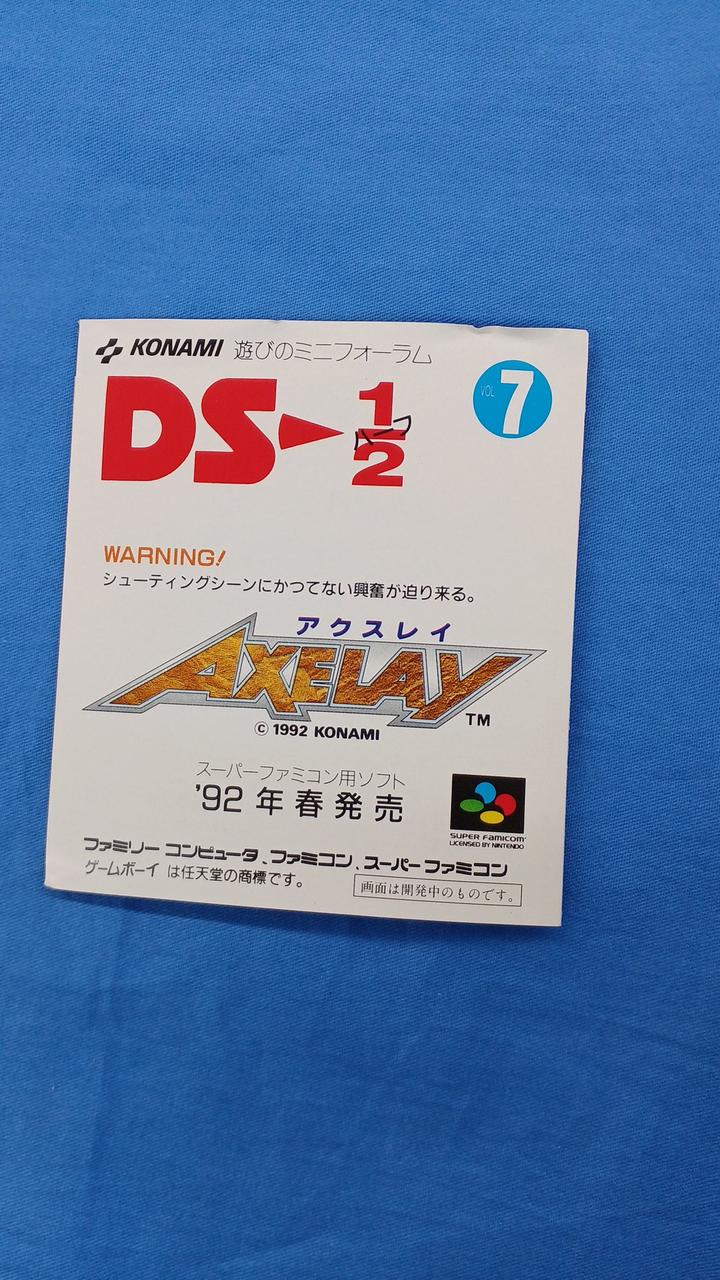 KONAMI 遊びのミニフォーラム
VOL 7
DS 1/2
ハーフ
WARNING!
シューティングシーンにかつてない興奮が迫り来る。
アクスレイ
AXELAY TM
© 1992 KONAMI
スーパーファミコン用ソフト
'92年春発売
SUPER FAMICOM
LICENSED BY NINTENDO
ファミリーコンピュータ、ファミコン、スーパーファミコン
ゲームボーイ は任天堂の商標です。
画面は開発中のものです。